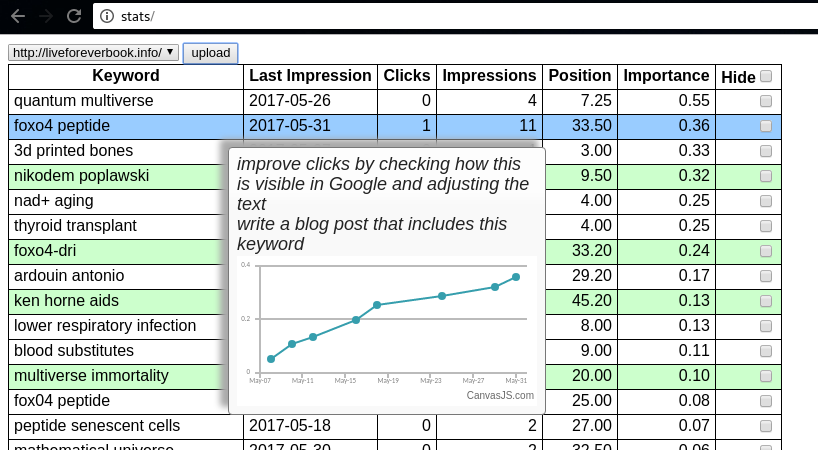 stats/
http://liveforeverbook.info/ upload
Keyword Last Impression Clicks Impressions Position Importance Hide
quantum multiverse 2017-05-26 0 4 7.25 0.55
foxo4 peptide 2017-05-31 1 11 33.50 0.36
3d printed bones 3.00 0.33
nikodem poplawski 9.50 0.32
nad+ aging 4.00 0.25
thyroid transplant 4.00 0.25
foxo4-dri 33.20 0.24
ardouin antonio 29.20 0.17
ken horne aids 45.20 0.13
lower respiratory infection 8.00 0.13
blood substitutes 9.00 0.11
multiverse immortality 20.00 0.10
fox04 peptide 25.00 0.08
peptide senescent cells 2017-05-18 0 2 27.00 0.07
mathematical universe 2017-05-30 0 2 32.50 0.06
improve clicks by checking how this
is visible in Google and adjusting the
text
write a blog post that includes this
keyword
0.4
0.2
0
May-07 May-11 May-15 May-19 May-23 May-27 May-31
CanvasJS.com